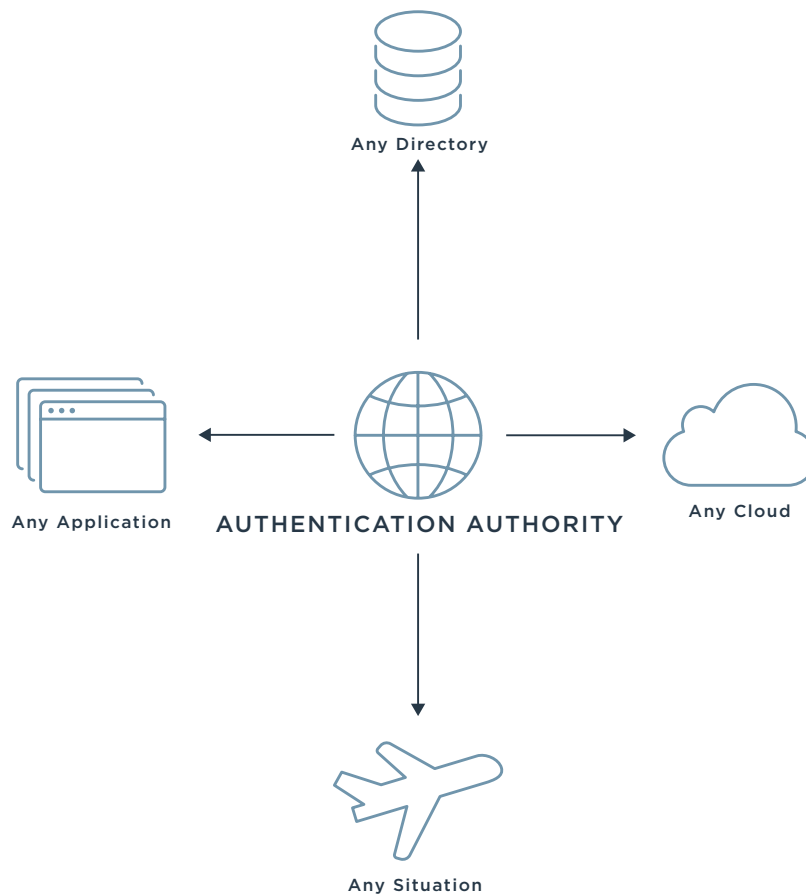 Any Directory
Any Application
AUTHENTICATION AUTHORITY
Any Cloud
Any Situation